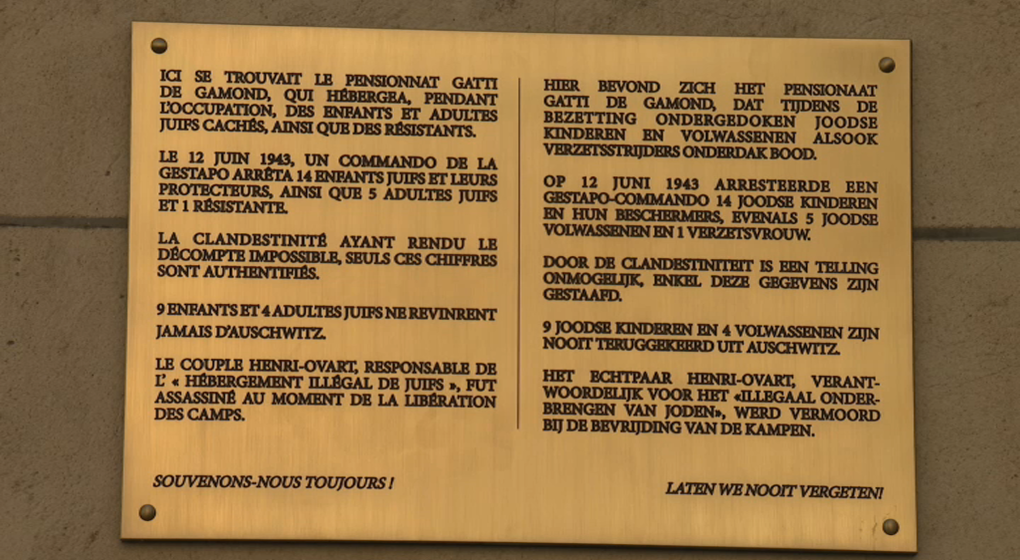 ICI SE TROUVAIT LE PENSIONNAT GATTI
DE GAMOND, QUI HÉBERGEA, PENDANT
L'OCCUPATION, DES ENFANTS ET ADULTES
JUIFS CACHÉS, AINSI QUE DES RÉSISTANTS.
LE 12 JUIN 1943, UN COMMANDO DE LA
GESTAPO ARRÊTA 14 ENFANTS JUIFS ET LEURS
PROTECTEURS, AINSI QUE 5 ADULTES JUIFS
ET 1 RÉSISTANTE.
LA CLANDESTINITÉ AYANT RENDU LE
DÉCOMPTE IMPOSSIBLE, SEULS CES CHIFFRES
SONT AUTHENTIFIÉS.
9 ENFANTS ET 4 ADULTES JUIFS NE REVINRENT
JAMAIS D'AUSCHWITZ.
LE COUPLE HENRI-OVART, RESPONSABLE DE
L' « HÉBERGEMENT ILLÉGAL DE JUIFS », FUT
ASSASSINÉ AU MOMENT DE LA LIBÉRATION
DES CAMPS.
SOUVENONS-NOUS TOUJOURS !
HIER BEVOND ZICH HET PENSIONAAT
GATTI DE GAMOND, DAT TIJDENS DE
BEZETTING ONDERGEDOKEN JOODSE
KINDEREN EN VOLWASSENEN ALSOOK
VERZETSSTRIJDERS ONDERDAK BOOD.
OP 12 JUNI 1943 ARRESTEERDE EEN
GESTAPO-COMMANDO 14 JOODSE KINDEREN
EN HUN BESCHERMERS, EVENALS 5 JOODSE
VOLWASSENEN EN 1 VERZETSVROUW.
DOOR DE CLANDESTINITEIT IS EEN TELLING
ONMOGELIJK, ENKEL DEZE GEGEVENS ZIJN
GESTAAFD.
9 JOODSE KINDEREN EN 4 VOLWASSENEN ZIJN
NOOIT TERUGGEKEERD UIT AUSCHWITZ.
HET ECHTPAAR HENRI-OVART, VERANT-
WOORDELIJK VOOR HET «ILLEGAAL ONDER-
BRENGEN VAN JODEN», WERD VERMOORD
BIJ DE BEVRIJDING VAN DE KAMPEN.
LATEN WE NOOIT VERGETEN!